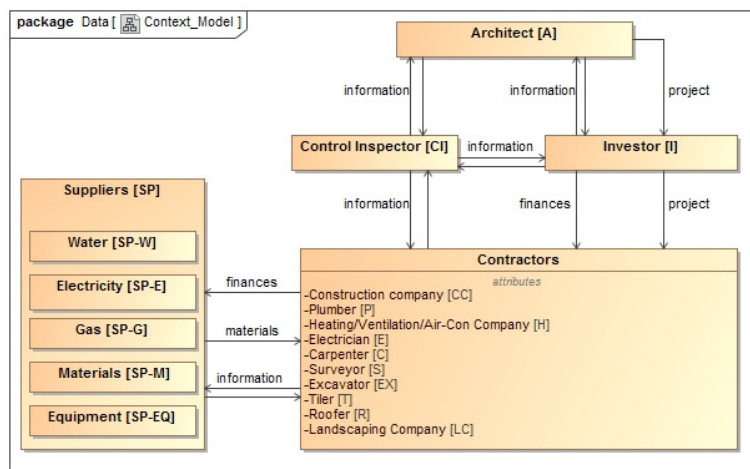 package Data [ Context_Model ]
Architect [A]
information
information
project
Control Inspector [CI]
information
Investor [I]
information
finances
project
Suppliers [SP]
Water [SP-W]
Electricity [SP-E]
Gas [SP-G]
Materials [SP-M]
Equipment [SP-EQ]
finances
materials
information
Contractors
attributes
-Construction company [CC]
-Plumber [P]
-Heating/Ventilation/Air-Con Company [H]
-Electrician [E]
-Carpenter [C]
-Surveyor [S]
-Excavator [EX]
-Tiler [T]
-Roofer [R]
-Landscaping Company [LC]